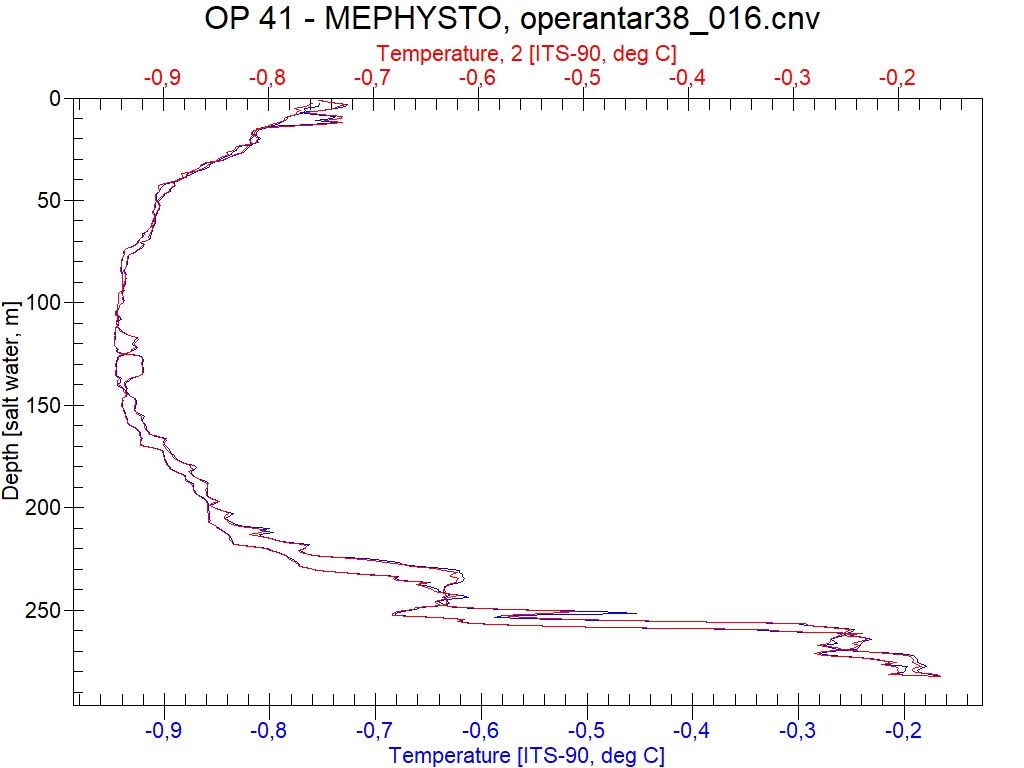 OP 41 - MEPHYSTO, operantar38_016.cnv
Temperature, 2 [ITS-90, deg C]
-0,9 -0,8 -0,7 -0,6 -0,5 -0,4 -0,3 -0,2
0
50
100
150
200
250
Depth [salt water, m]
-0,9 -0,8 -0,7 -0,6 -0,5 -0,4 -0,3 -0,2
Temperature [ITS-90, deg C]